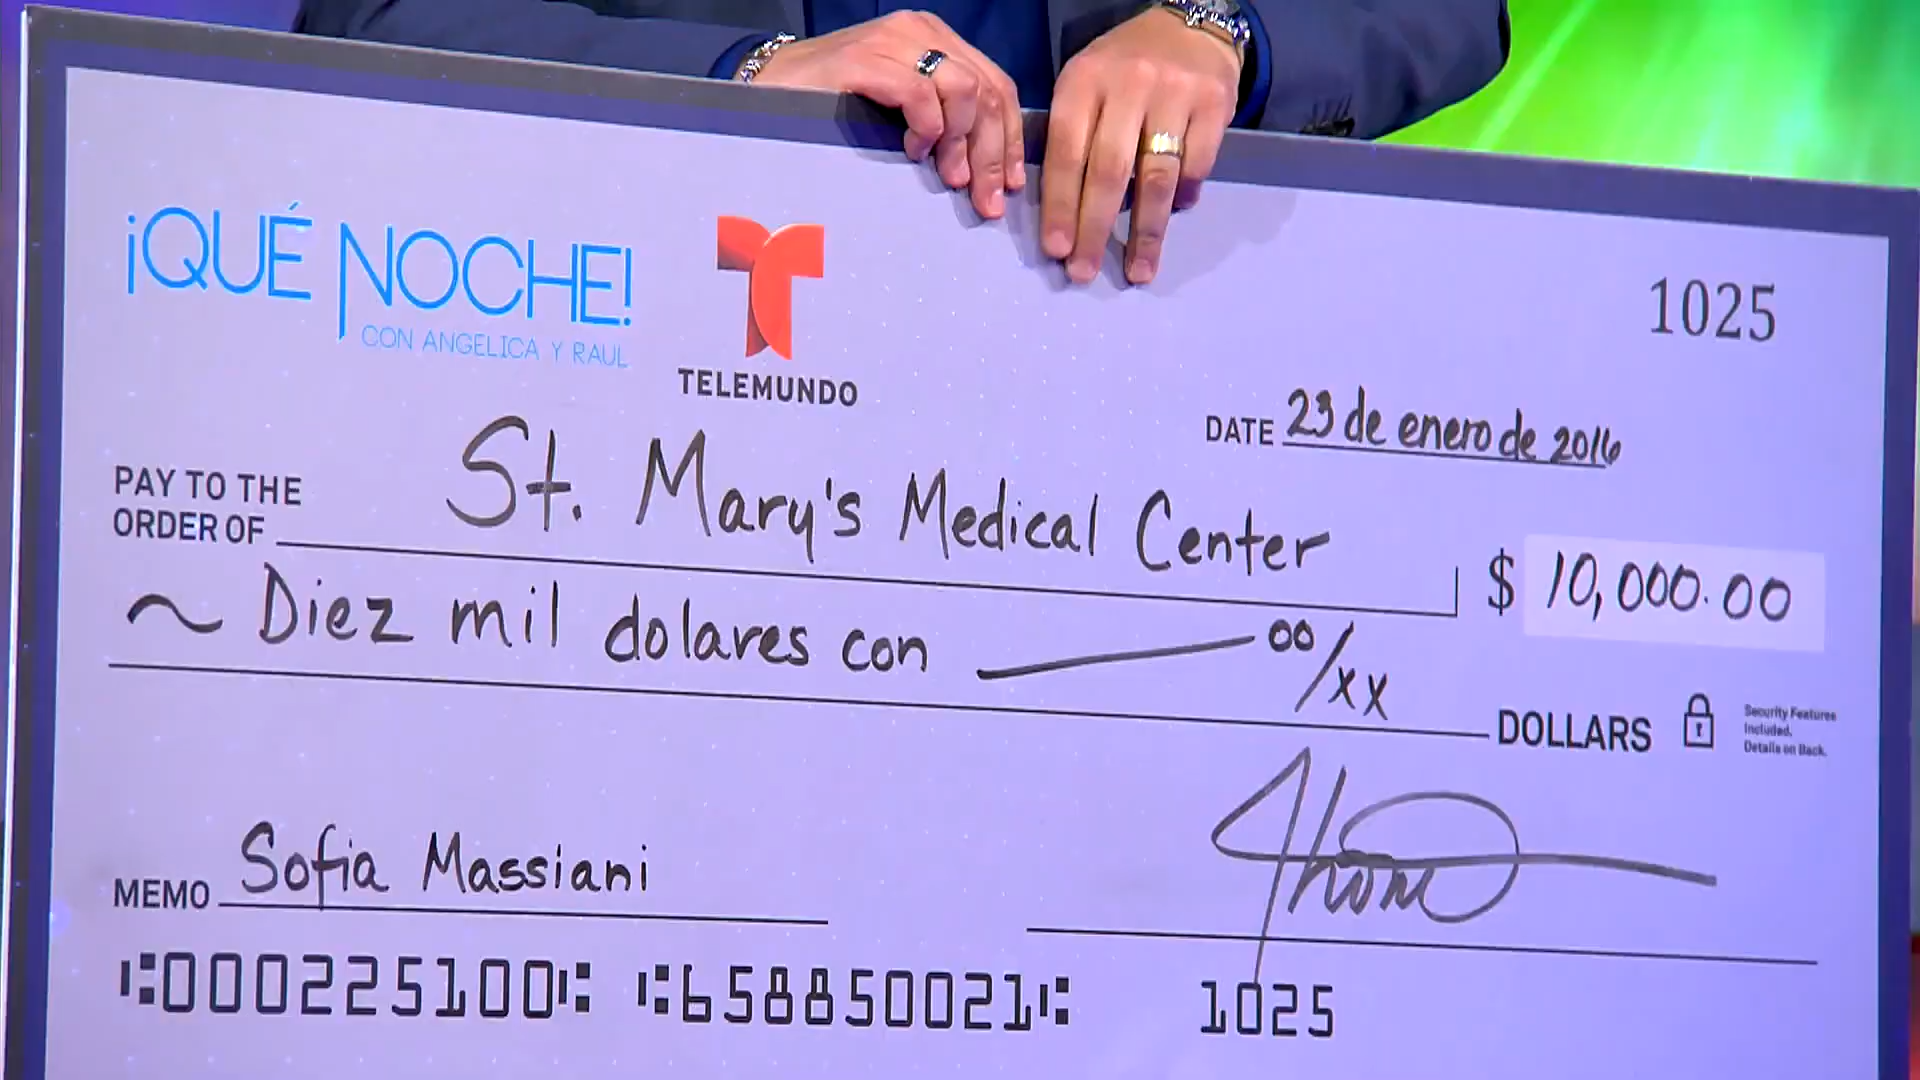 ¡QUÉ NOCHE!
CON ANGELICA Y RAUL
TELEMUNDO
1025
DATE 23 de enero de 2016
PAY TO THE
ORDER OF St. Mary's Medical Center
$ 10,000.00
~ Diez mil dolares con —— 00/xx
DOLLARS
Security Features
Included.
Details on Back.
MEMO Sofia Massiani
⑆000225100⑆ ⑆658850021⑆ 1025